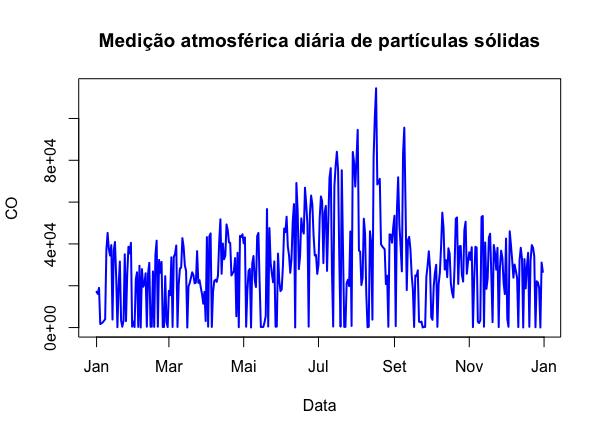 Medição atmosférica diária de partículas sólidas
CO
8e+04
4e+04
0e+00
Jan Mar Mai Jul Set Nov Jan
Data